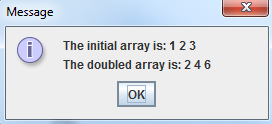 Message
The initial array is: 1 2 3
The doubled array is: 2 4 6
OK